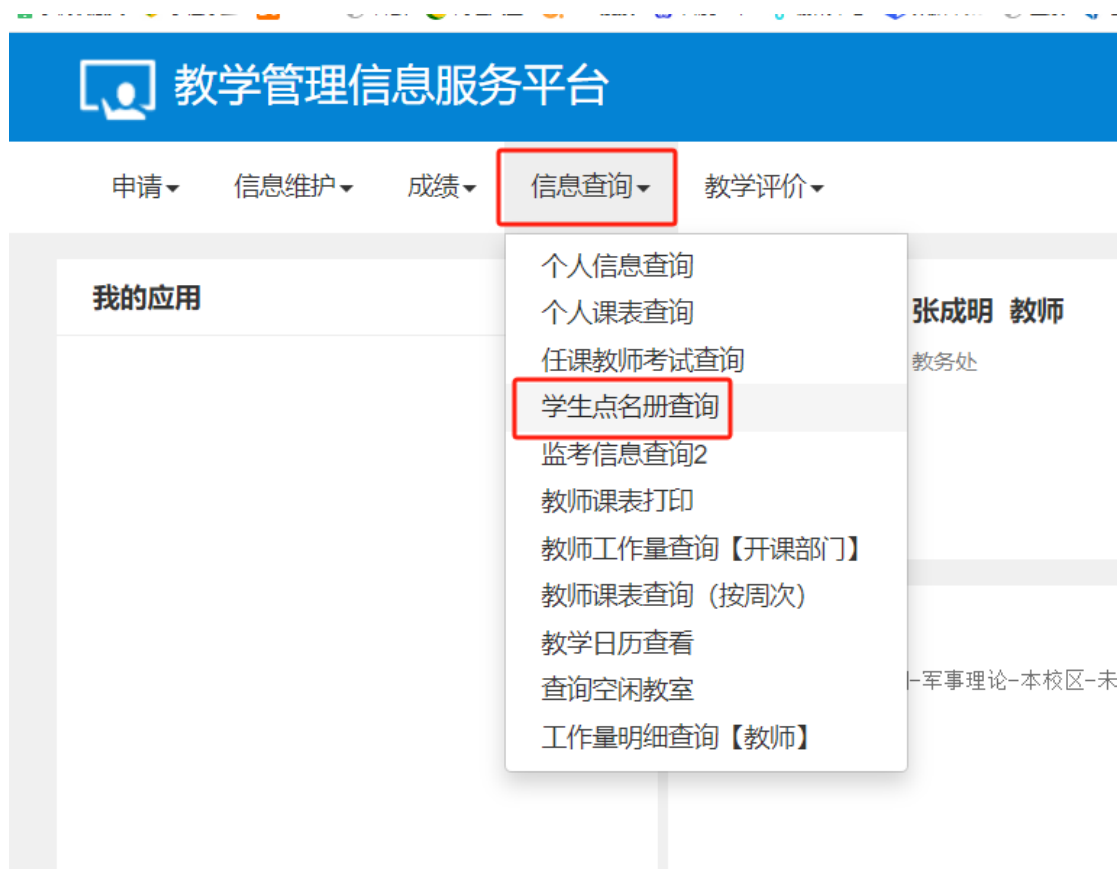 教学管理信息服务平台
申请 信息维护 成绩 信息查询 教学评价
我的应用
个人信息查询
个人课表查询
任课教师考试查询
学生点名册查询
监考信息查询2
教师课表打印
教师工作量查询【开课部门】
教师课表查询（按周次）
教学日历查看
查询空闲教室
工作量明细查询【教师】
张成明 教师
教务处
-军事理论-本校区-未